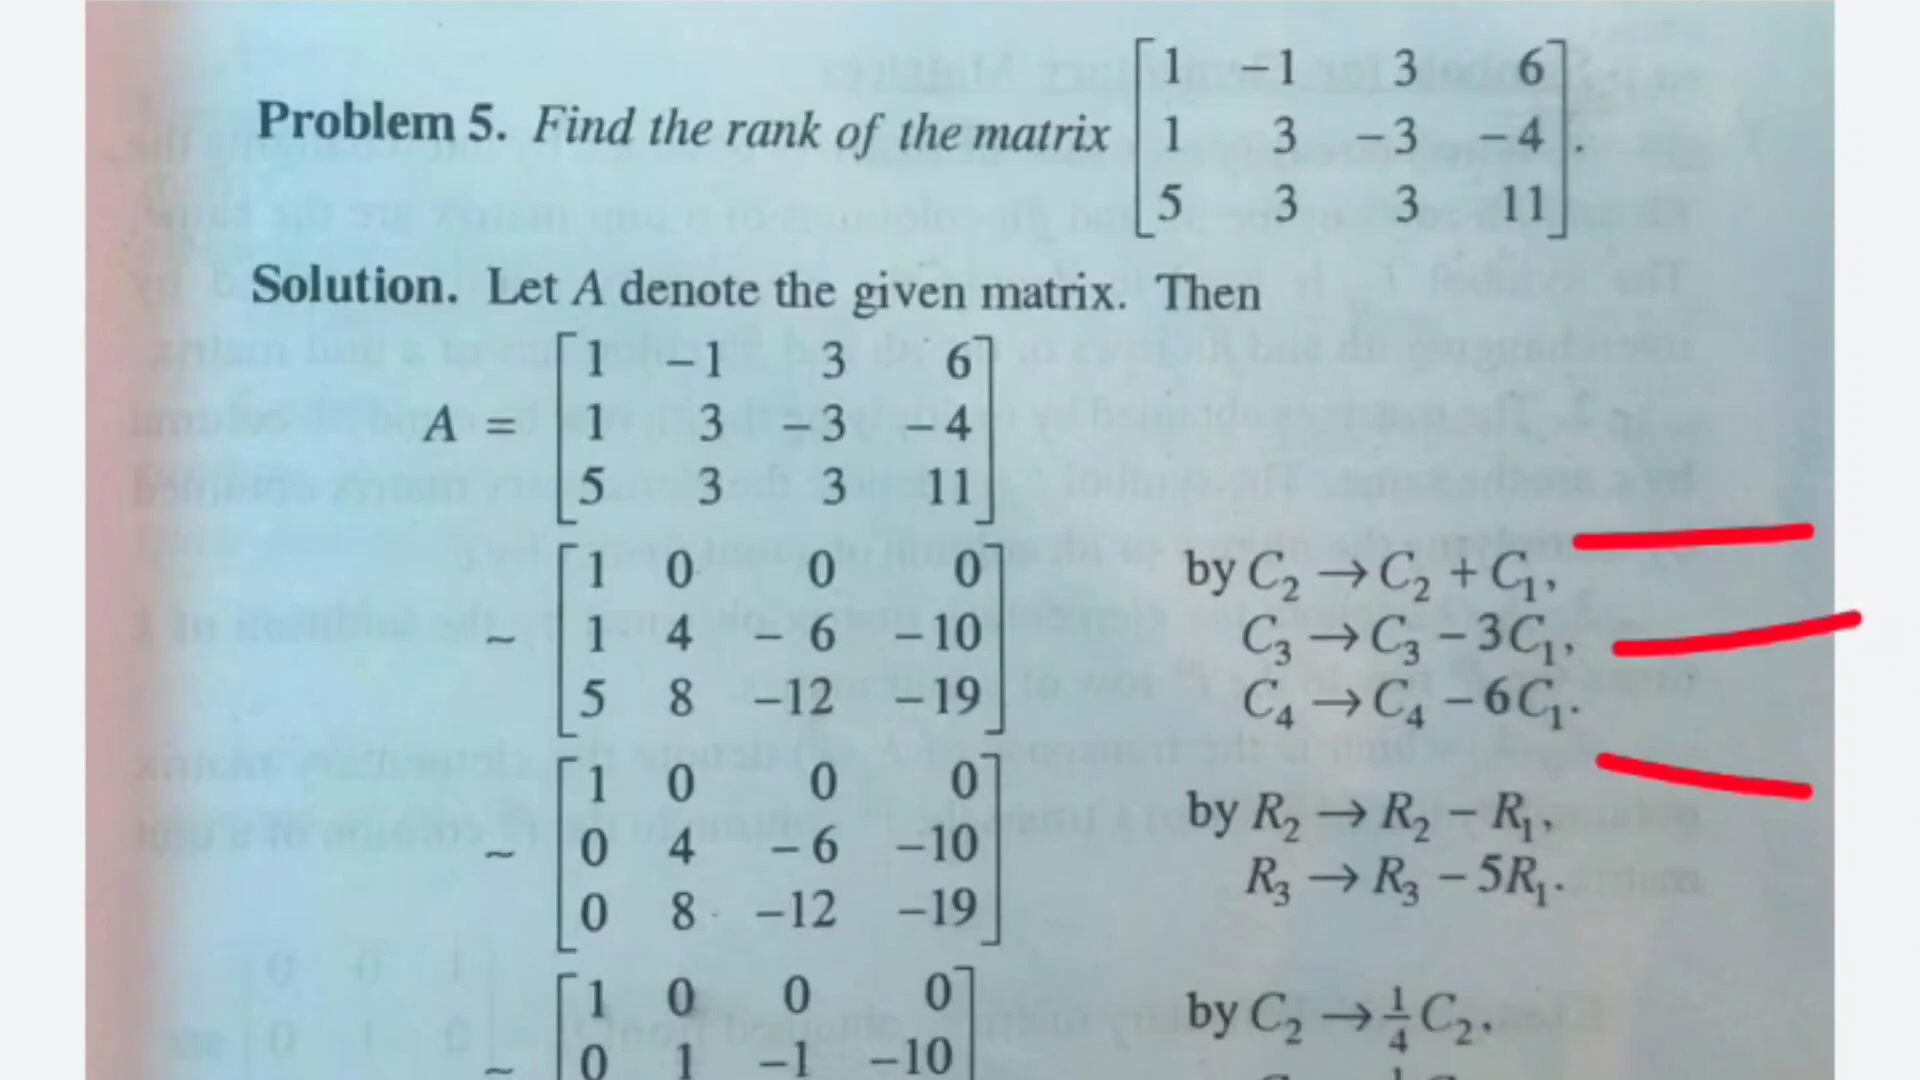 Problem 5. Find the rank of the matrix [1 -1 3 6
1 3 -3 -4
5 3 3 11].
Solution. Let A denote the given matrix. Then
A = [1 -1 3 6
1 3 -3 -4
5 3 3 11]
~ [1 0 0 0
1 4 -6 -10
5 8 -12 -19] by C₂ → C₂ + C₁,
C₃ → C₃ - 3C₁,
C₄ → C₄ - 6C₁.
~ [1 0 0 0
0 4 -6 -10
0 8 -12 -19] by R₂ → R₂ - R₁,
R₃ → R₃ - 5R₁.
~ [1 0 0 0
0 1 -1 -10 by C₂ → 1/4 C₂,